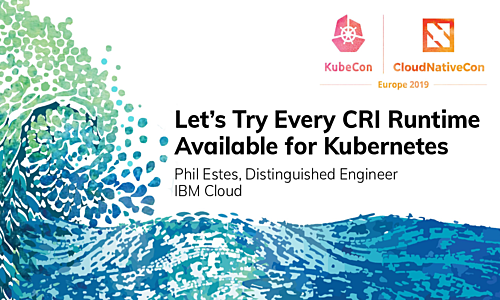 KubeCon
CloudNativeCon
Europe 2019
Let's Try Every CRI Runtime
Available for Kubernetes
Phil Estes, Distinguished Engineer
IBM Cloud